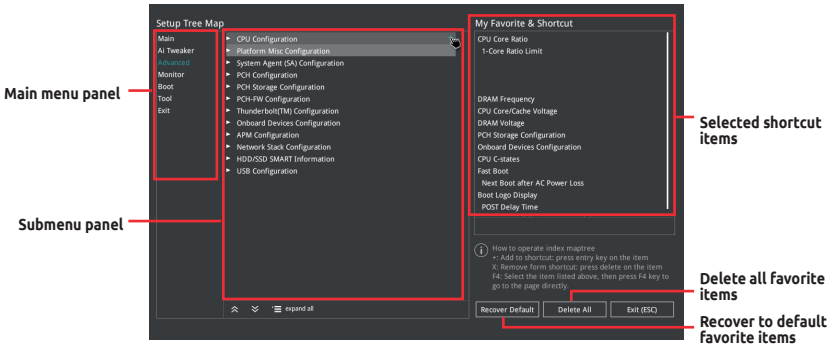 Setup Tree Map
My Favorite & Shortcut
Main
Ai Tweaker
Advanced
Monitor
Boot
Tool
Exit
CPU Configuration
Platform Misc Configuration
System Agent (SA) Configuration
PCH Configuration
PCH Storage Configuration
PCH-FW Configuration
Thunderbolt(TM) Configuration
Onboard Devices Configuration
APM Configuration
Network Stack Configuration
HDD/SSD SMART Information
USB Configuration
CPU Core Ratio
1-Core Ratio Limit
DRAM Frequency
CPU Core/Cache Voltage
DRAM Voltage
PCH Storage Configuration
Onboard Devices Configuration
CPU C-states
Fast Boot
Next Boot after AC Power Loss
Boot Logo Display
POST Delay Time
How to operate index maptree
+: Add to shortcut: press entry key on the item
X: Remove form shortcut: press delete on the item
F4: Select the item listed above, then press F4 key to
go to the page directly.
expand all
Recover Default
Delete All
Exit (ESC)
Main menu panel
Submenu panel
Selected shortcut
items
Delete all favorite
items
Recover to default
favorite items